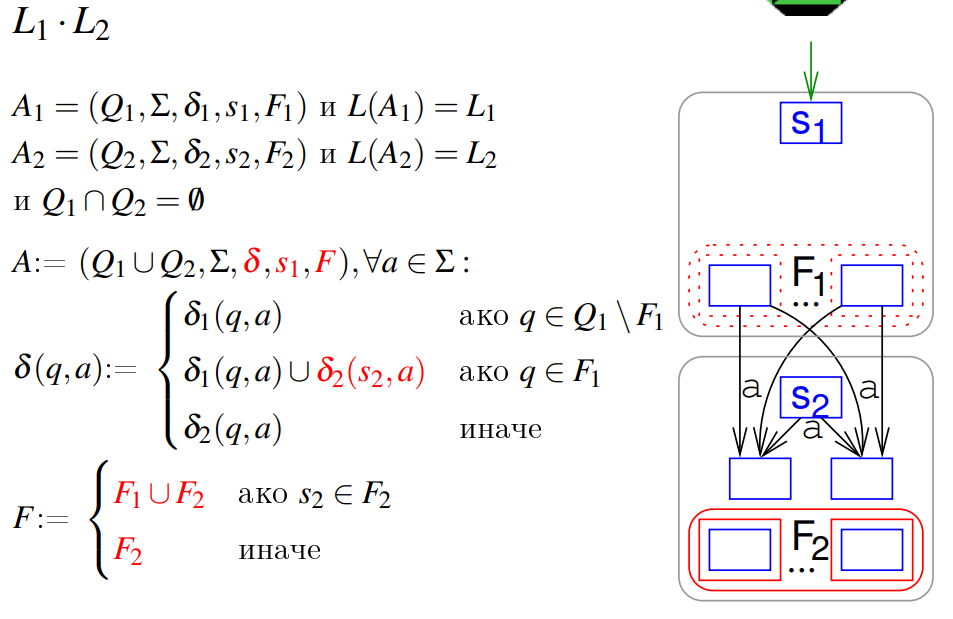 L₁ · L₂
A₁ = (Q₁, Σ, δ₁, s₁, F₁) и L(A₁) = L₁
A₂ = (Q₂, Σ, δ₂, s₂, F₂) и L(A₂) = L₂
и Q₁ ∩ Q₂ = ∅
A:= (Q₁ ∪ Q₂, Σ, δ, s₁, F), ∀a ∈ Σ :
δ(q,a):= {
δ₁(q,a) ако q ∈ Q₁ \ F₁
δ₁(q,a) ∪ δ₂(s₂,a) ако q ∈ F₁
δ₂(q,a) иначе
F:= {
F₁ ∪ F₂ ако s₂ ∈ F₂
F₂ иначе
s₁
F₁
...
a s₂ a
a
F₂
...